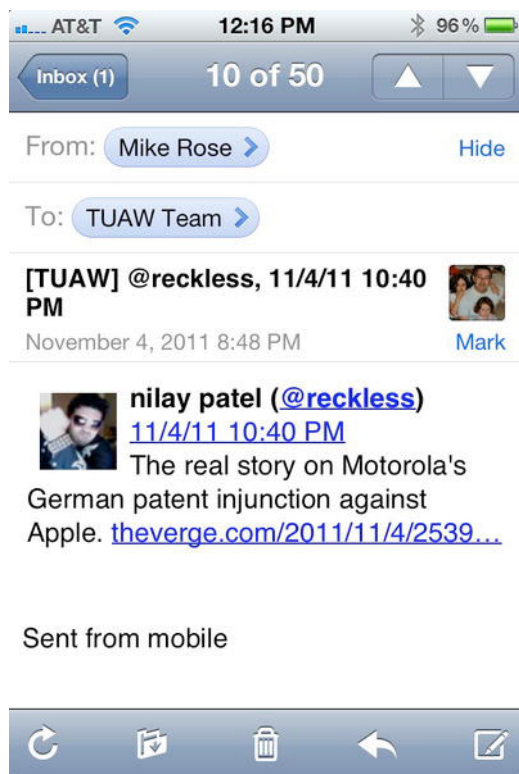 AT&T 12:16 PM 96%
Inbox (1) 10 of 50
From: Mike Rose Hide
To: TUAW Team
[TUAW] @reckless, 11/4/11 10:40
PM
November 4, 2011 8:48 PM Mark
nilay patel (@reckless)
11/4/11 10:40 PM
The real story on Motorola's
German patent injunction against
Apple. theverge.com/2011/11/4/2539...
Sent from mobile